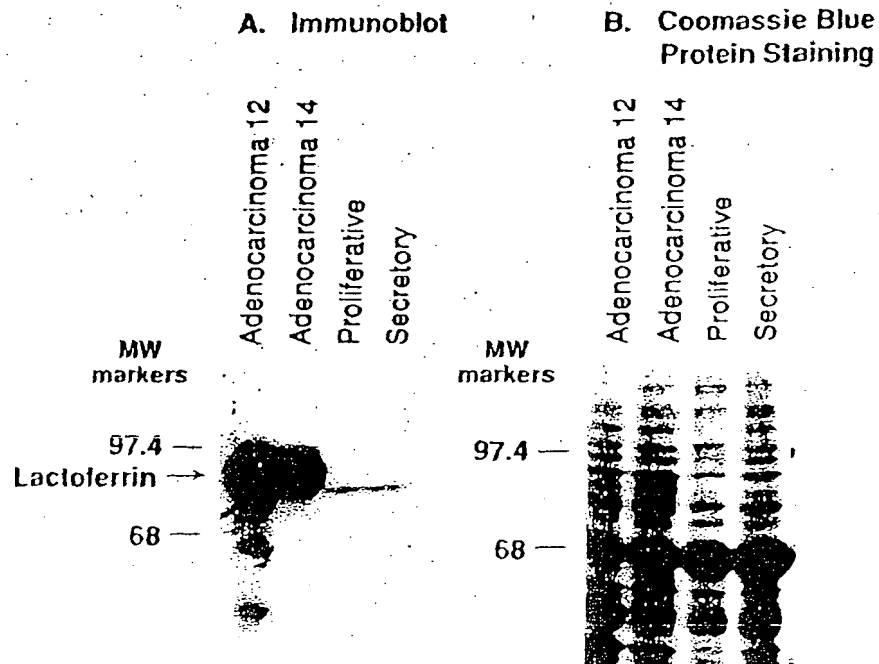 A. Immunoblot
Adenocarcinoma 12
Adenocarcinoma 14
Proliferative
Secretory
MW
markers
97.4
Lactoferrin
68
B. Coomassie Blue
Protein Staining
Adenocarcinoma 12
Adenocarcinoma 14
Proliferative
Secretory
MW
markers
97.4
68